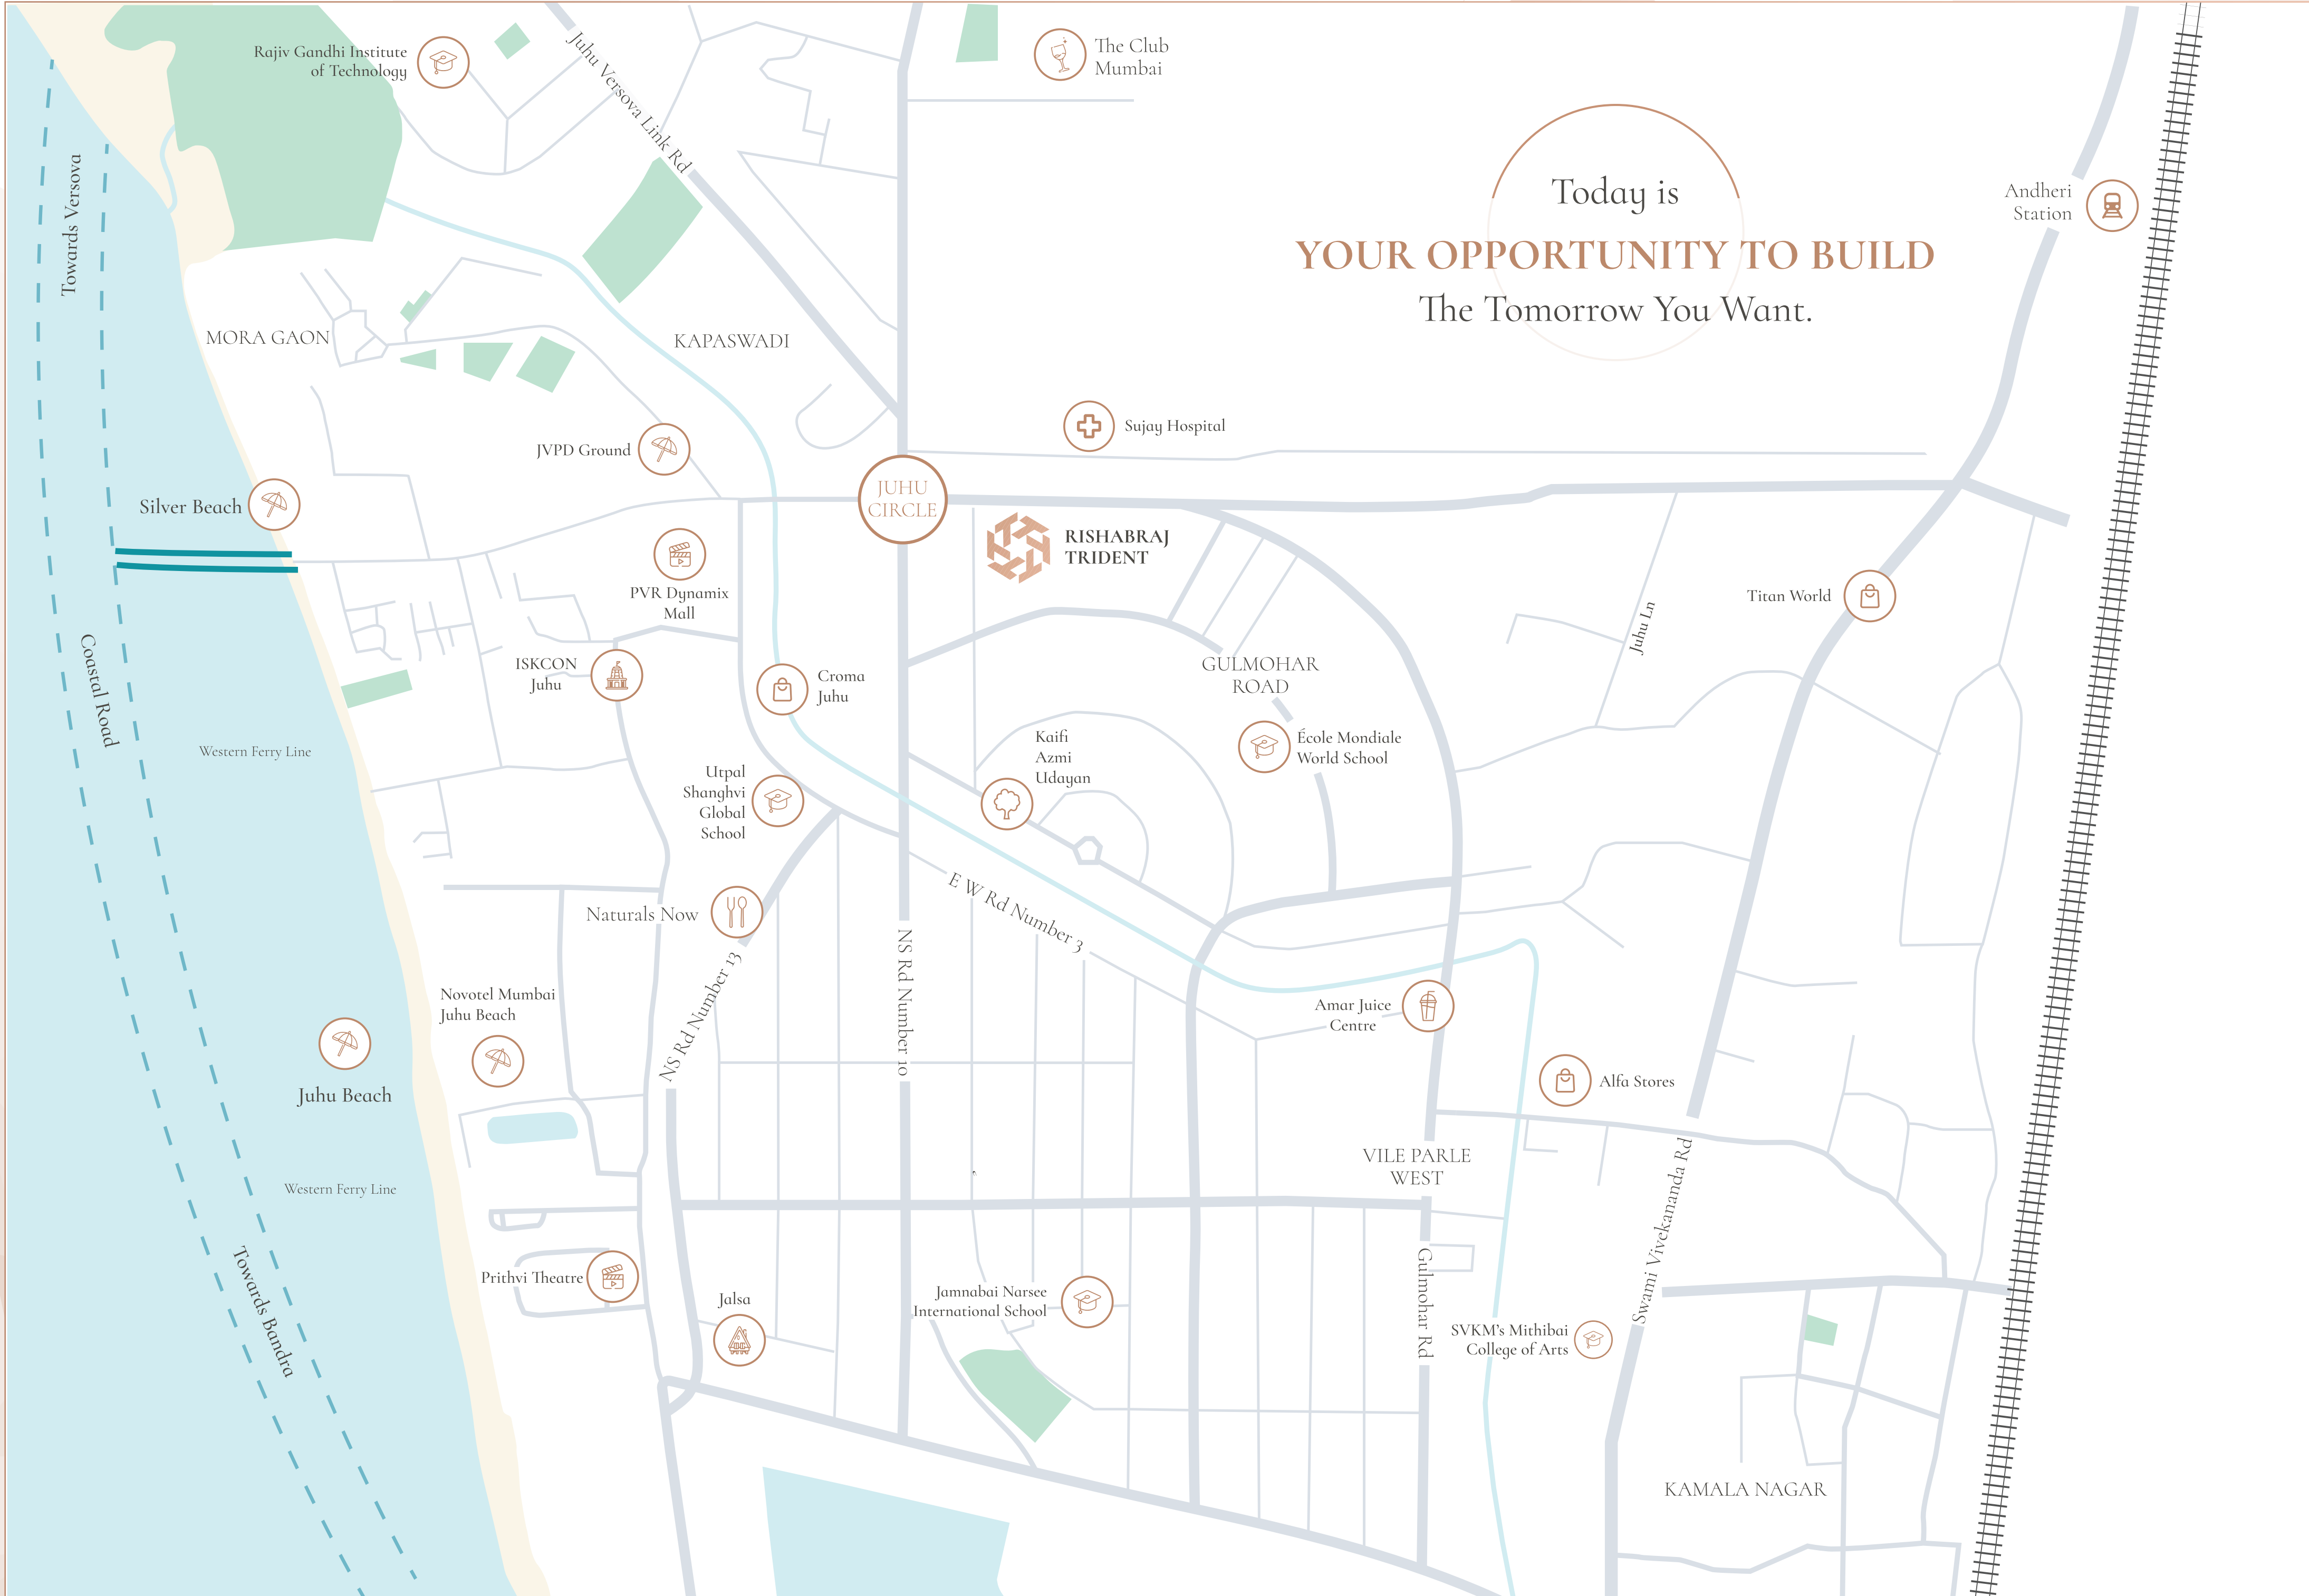 Rajiv Gandhi Institute
of Technology
Juhu Versova Link Rd
The Club
Mumbai
Today is
YOUR OPPORTUNITY TO BUILD
The Tomorrow You Want.
Andheri
Station
Towards Versova
MORA GAON
KAPASWADI
JVPD Ground
Sujay Hospital
Silver Beach
JUHU
CIRCLE
RISHABRAJ
TRIDENT
PVR Dynamix
Mall
Titan World
Juhu Ln
ISKCON
Juhu
Croma
Juhu
GULMOHAR
ROAD
Coastal Road
Western Ferry Line
Kaifi
Azmi
Udayan
École Mondiale
World School
Utpal
Shanghvi
Global
School
E W Rd Number 3
Naturals Now
NS Rd Number 13
NS Rd Number 10
Novotel Mumbai
Juhu Beach
Amar Juice
Centre
Juhu Beach
Alfa Stores
VILE PARLE
WEST
Western Ferry Line
Swami Vivekananda Rd
Towards Bandra
Prithvi Theatre
Jalsa
Jamnabai Narsee
International School
Gulmohar Rd
SVKM's Mithibai
College of Arts
KAMALA NAGAR